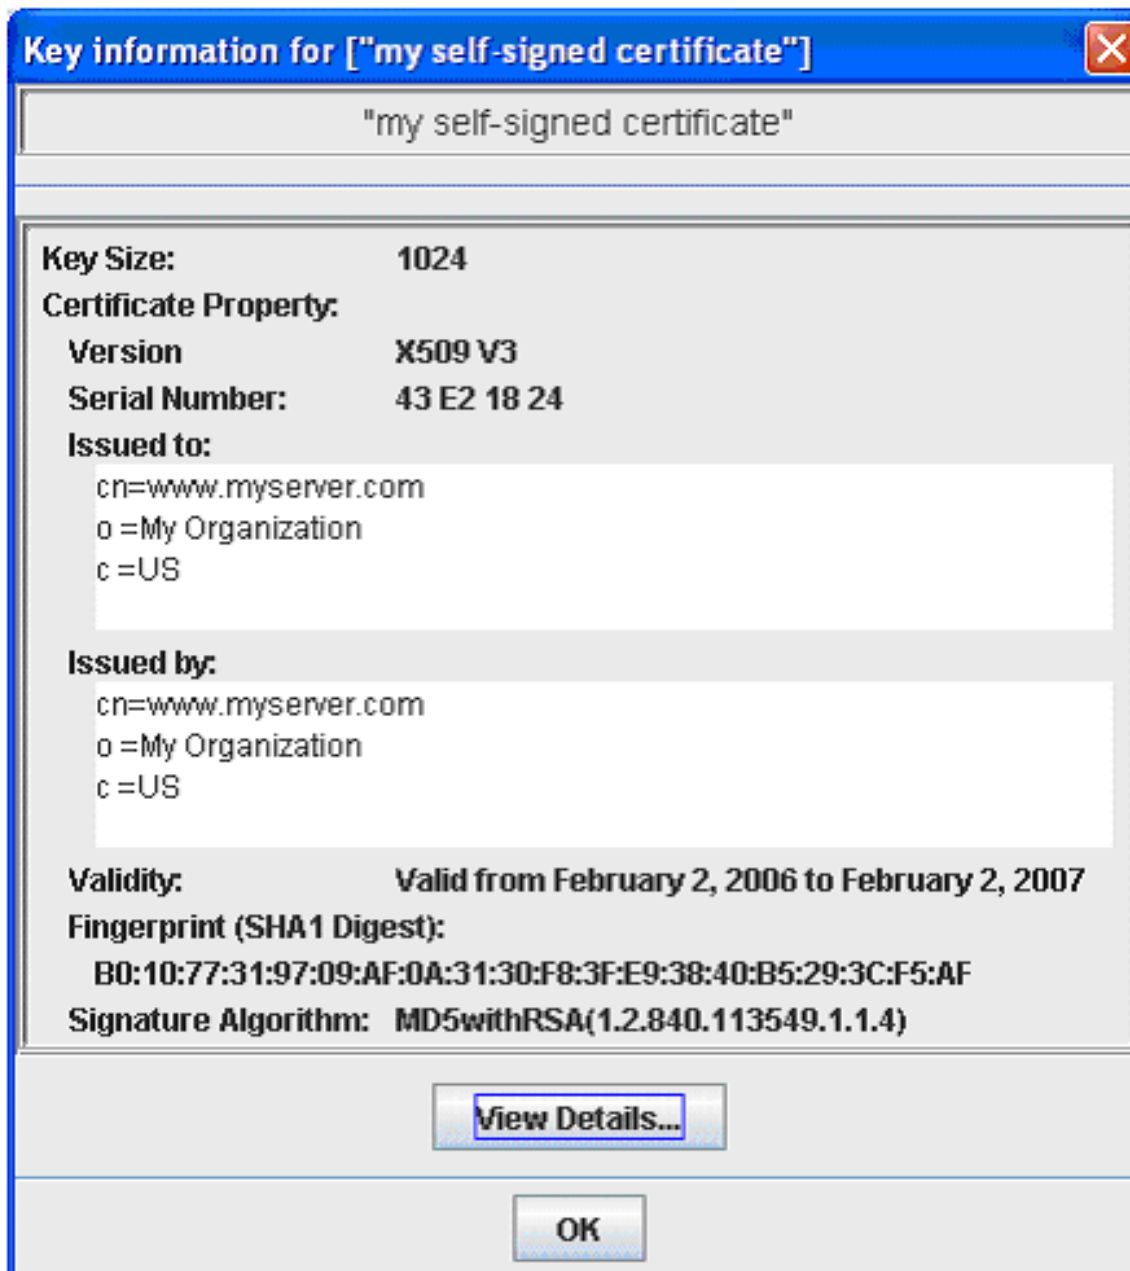 Key information for ["my self-signed certificate"]
"my self-signed certificate"
Key Size: 1024
Certificate Property:
Version X509 V3
Serial Number: 43 E2 18 24
Issued to:
cn=www.myserver.com
o =My Organization
c =US
Issued by:
cn=www.myserver.com
o =My Organization
c =US
Validity: Valid from February 2, 2006 to February 2, 2007
Fingerprint (SHA1 Digest):
B0:10:77:31:97:09:AF:0A:31:30:F8:3F:E9:38:40:B5:29:3C:F5:AF
Signature Algorithm: MD5withRSA(1.2.840.113549.1.1.4)
View Details...
OK